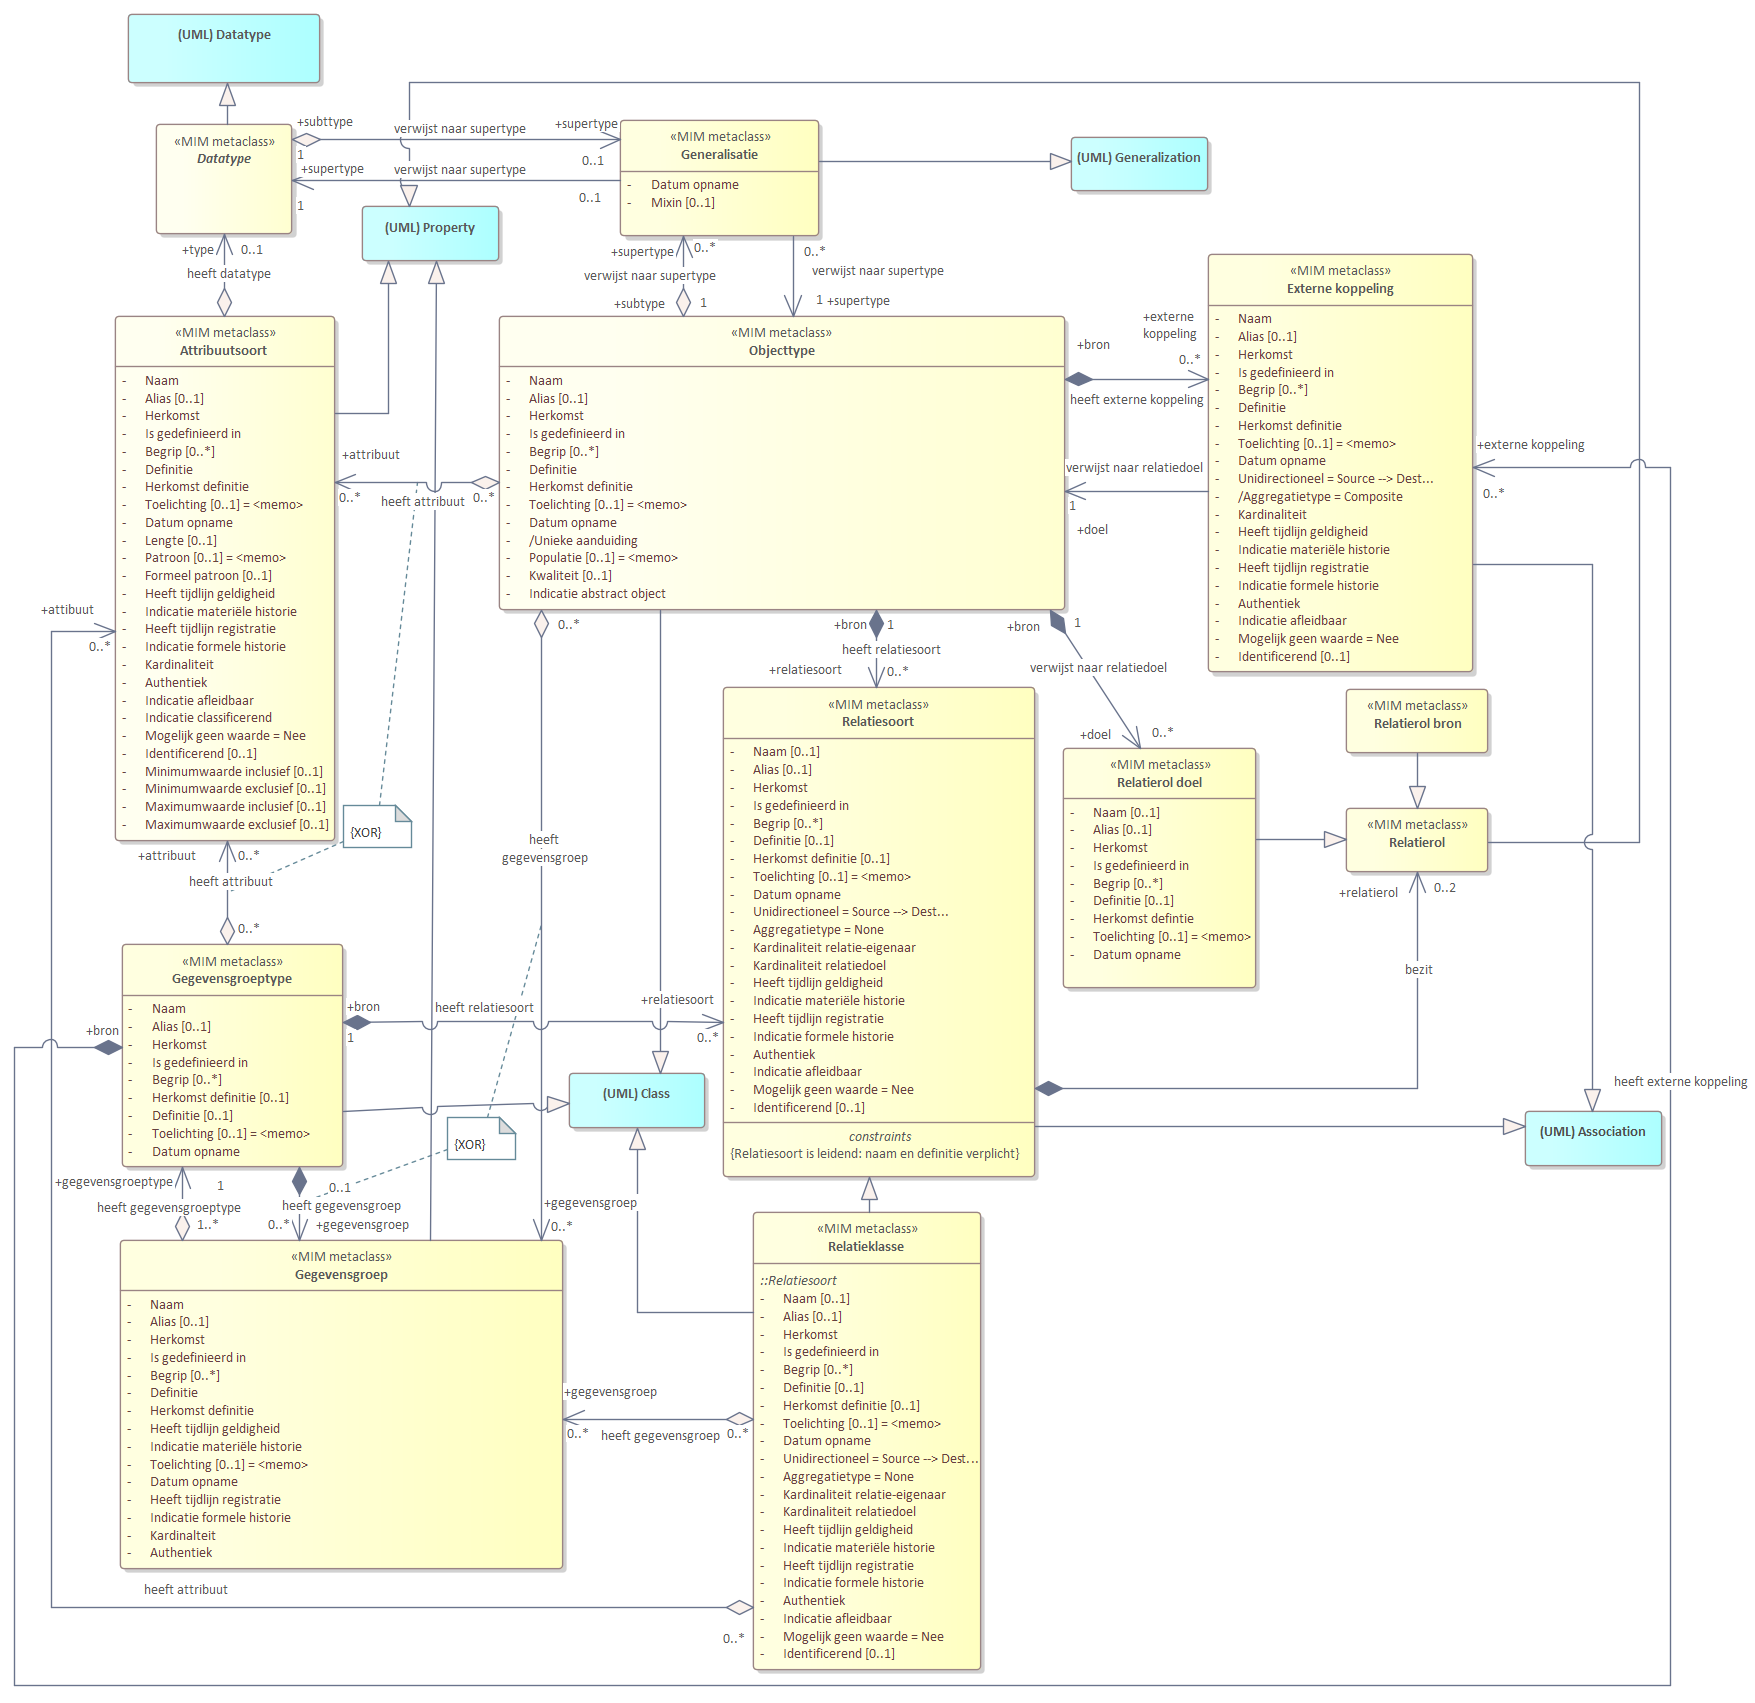 (UML) Datatype
«MIM metaclass»
Datatype
+subttype
1
verwijst naar supertype
+supertype
0..1
+supertype
1
verwijst naar supertype
0..1
«MIM metaclass»
Generalisatie
- Datum opname
- Mixin [0..1]
(UML) Generalization
(UML) Property
+type
0..1
heeft datatype
+supertype
0..*
verwijst naar supertype
+subtype
1
0..*
verwijst naar supertype
1
+supertype
«MIM metaclass»
Attribuutsoort
- Naam
- Alias [0..1]
- Herkomst
- Is gedefinieerd in
- Begrip [0..*]
- Definitie
- Herkomst definitie
- Toelichting [0..1] = <memo>
- Datum opname
- Lengte [0..1]
- Patroon [0..1] = <memo>
- Formeel patroon [0..1]
- Heeft tijdlijn geldigheid
- Indicatie materiële historie
- Heeft tijdlijn registratie
- Indicatie formele historie
- Kardinaliteit
- Authentiek
- Indicatie afleidbaar
- Indicatie classificerend
- Mogelijk geen waarde = Nee
- Identificerend [0..1]
- Minimumwaarde inclusief [0..1]
- Minimumwaarde exclusief [0..1]
- Maximumwaarde inclusief [0..1]
- Maximumwaarde exclusief [0..1]
+attribuut
0..*
heeft attribuut
0..*
«MIM metaclass»
Objecttype
- Naam
- Alias [0..1]
- Herkomst
- Is gedefinieerd in
- Begrip [0..*]
- Definitie
- Herkomst definitie
- Toelichting [0..1] = <memo>
- Datum opname
- /Unieke aanduiding
- Populatie [0..1] = <memo>
- Kwaliteit [0..1]
- Indicatie abstract object
+bron
+externe
koppeling
0..*
heeft externe koppeling
verwijst naar relatiedoel
1
+doel
«MIM metaclass»
Externe koppeling
- Naam
- Alias [0..1]
- Herkomst
- Is gedefinieerd in
- Begrip [0..*]
- Definitie
- Herkomst definitie
- Toelichting [0..1] = <memo>
- Datum opname
- Unidirectioneel = Source --> Dest...
- /Aggregatietype = Composite
- Kardinaliteit
- Heeft tijdlijn geldigheid
- Indicatie materiële historie
- Heeft tijdlijn registratie
- Indicatie formele historie
- Authentiek
- Indicatie afleidbaar
- Mogelijk geen waarde = Nee
- Identificerend [0..1]
+externe koppeling
0..*
+attibuut
0..*
0..*
+bron
1
heeft relatiesoort
+relatiesoort
0..*
+bron
1
verwijst naar relatiedoel
+doel
0..*
{XOR}
heeft
gegevensgroep
«MIM metaclass»
Relatiesoort
- Naam [0..1]
- Alias [0..1]
- Herkomst
- Is gedefinieerd in
- Begrip [0..*]
- Definitie [0..1]
- Herkomst definitie [0..1]
- Toelichting [0..1] = <memo>
- Datum opname
- Unidirectioneel = Source --> Dest...
- Aggregatietype = None
- Kardinaliteit relatie-eigenaar
- Kardinaliteit relatiedoel
- Heeft tijdlijn geldigheid
- Indicatie materiële historie
- Heeft tijdlijn registratie
- Indicatie formele historie
- Authentiek
- Indicatie afleidbaar
- Mogelijk geen waarde = Nee
- Identificerend [0..1]
constraints
{Relatiesoort is leidend: naam en definitie verplicht}
«MIM metaclass»
Relatierol doel
- Naam [0..1]
- Alias [0..1]
- Herkomst
- Is gedefinieerd in
- Begrip [0..*]
- Definitie [0..1]
- Herkomst defintie
- Toelichting [0..1] = <memo>
- Datum opname
«MIM metaclass»
Relatierol bron
«MIM metaclass»
Relatierol
+relatierol
0..2
bezit
+attribuut
0..*
heeft attribuut
0..*
«MIM metaclass»
Gegevensgroeptype
- Naam
- Alias [0..1]
- Herkomst
- Is gedefinieerd in
- Begrip [0..*]
- Herkomst definitie [0..1]
- Definitie [0..1]
- Toelichting [0..1] = <memo>
- Datum opname
+bron
+bron
1
heeft relatiesoort
+relatiesoort
0..*
(UML) Class
{XOR}
heeft externe koppeling
(UML) Association
+gegevensgroeptype
1
heeft gegevensgroeptype
1..*
0..1
heeft gegevensgroep
0..*
+gegevensgroep
+gegevensgroep
0..*
«MIM metaclass»
Gegevensgroep
- Naam
- Alias [0..1]
- Herkomst
- Is gedefinieerd in
- Begrip [0..*]
- Definitie
- Herkomst definitie
- Heeft tijdlijn geldigheid
- Indicatie materiële historie
- Toelichting [0..1] = <memo>
- Datum opname
- Heeft tijdlijn registratie
- Indicatie formele historie
- Kardinalteit
- Authentiek
+gegevensgroep
0..*
heeft gegevensgroep
0..*
«MIM metaclass»
Relatieklasse
::Relatiesoort
- Naam [0..1]
- Alias [0..1]
- Herkomst
- Is gedefinieerd in
- Begrip [0..*]
- Definitie [0..1]
- Herkomst definitie [0..1]
- Toelichting [0..1] = <memo>
- Datum opname
- Unidirectioneel = Source --> Dest...
- Aggregatietype = None
- Kardinaliteit relatie-eigenaar
- Kardinaliteit relatiedoel
- Heeft tijdlijn geldigheid
- Indicatie materiële historie
- Heeft tijdlijn registratie
- Indicatie formele historie
- Authentiek
- Indicatie afleidbaar
- Mogelijk geen waarde = Nee
- Identificerend [0..1]
heeft attribuut
0..*